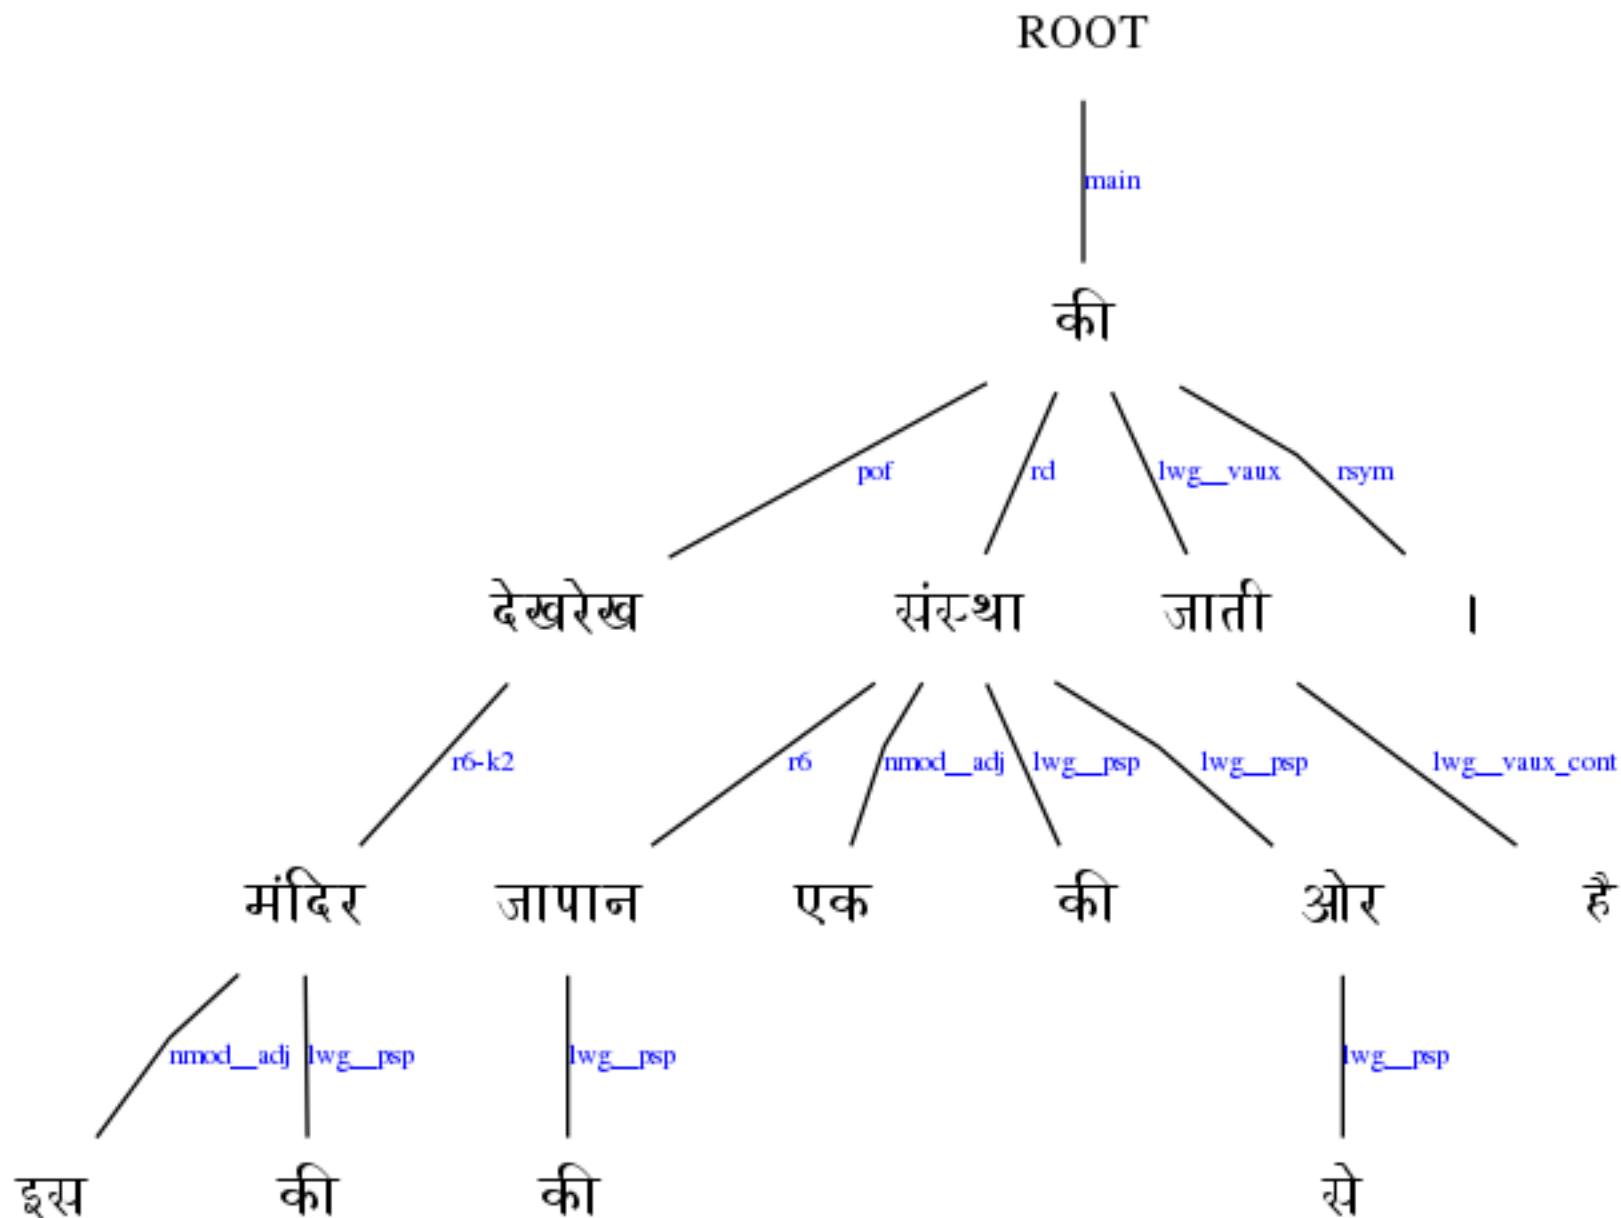 ROOT
main
की
pof rd lwg__vaux rsym
देखरेख संस्था जाती ।
r6-k2 r6 nmod__adj lwg__psp lwg__psp lwg__vaux_cont
मंदिर जापान एक की ओर है
nmod__adj lwg__psp lwg__psp lwg__psp
इस की की से